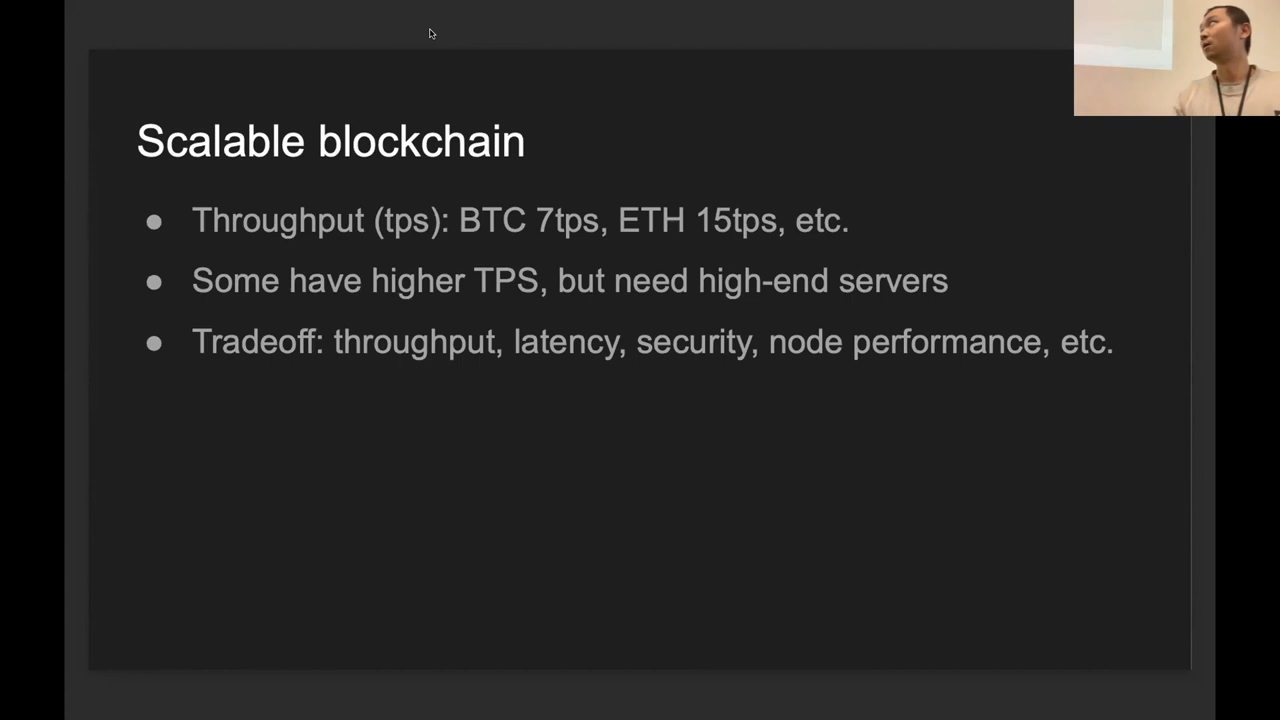 Scalable blockchain
● Throughput (tps): BTC 7tps, ETH 15tps, etc.
● Some have higher TPS, but need high-end servers
● Tradeoff: throughput, latency, security, node performance, etc.